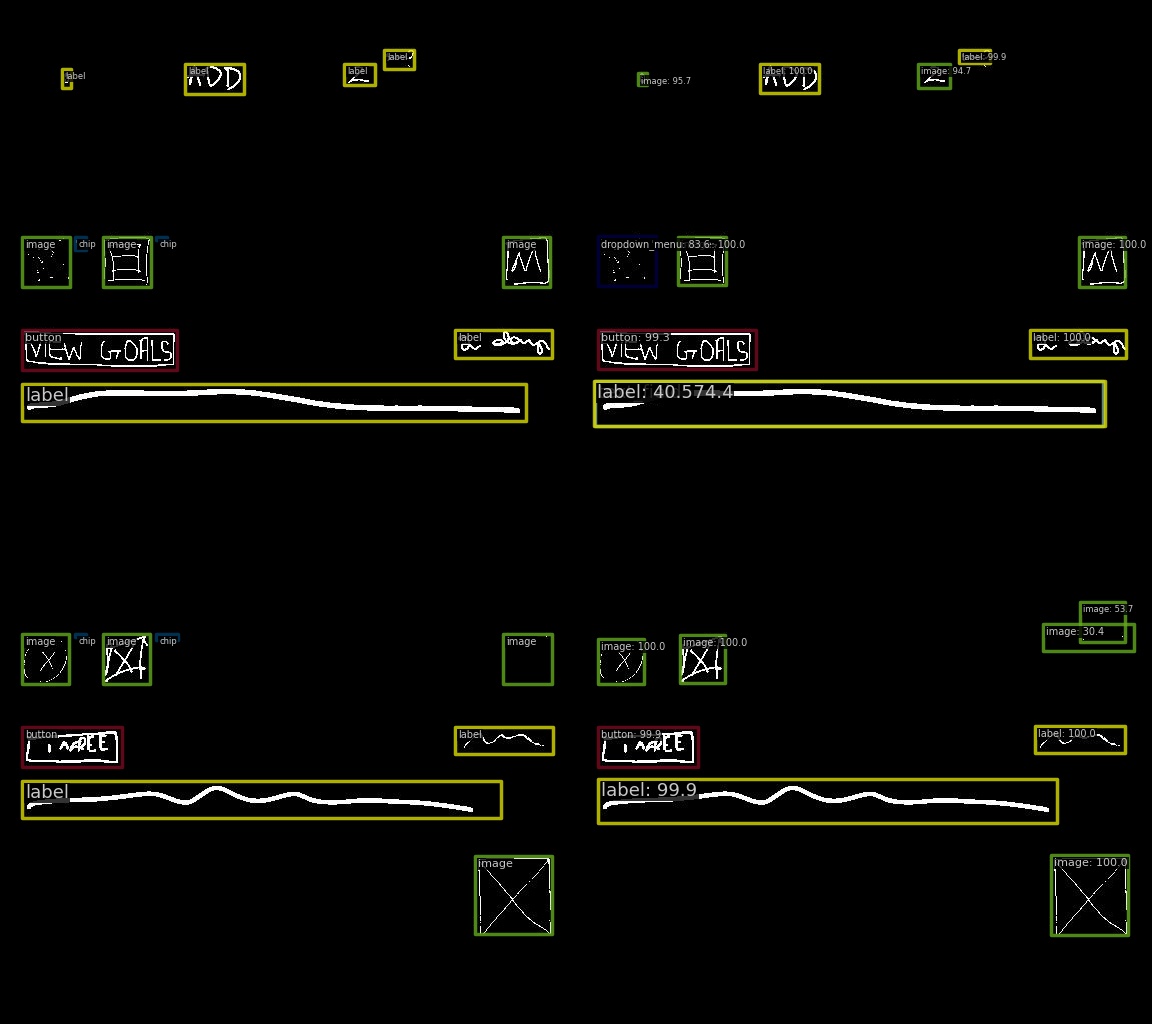 label label label label image: 95.7 label: 100.0 image: 94.7 label: 99.9
image chip image chip image dropdown_menu: 83.6 100.0 image: 100.0
button label button: 99.3 label: 100.0
VIEW GOALS VIEW GOALS
label label: 40.574.4
image: 53.7
image: 30.4
image chip image chip image image: 100.0 image: 100.0
button label button: 99.9 label: 100.0
label label: 99.9
image image: 100.0